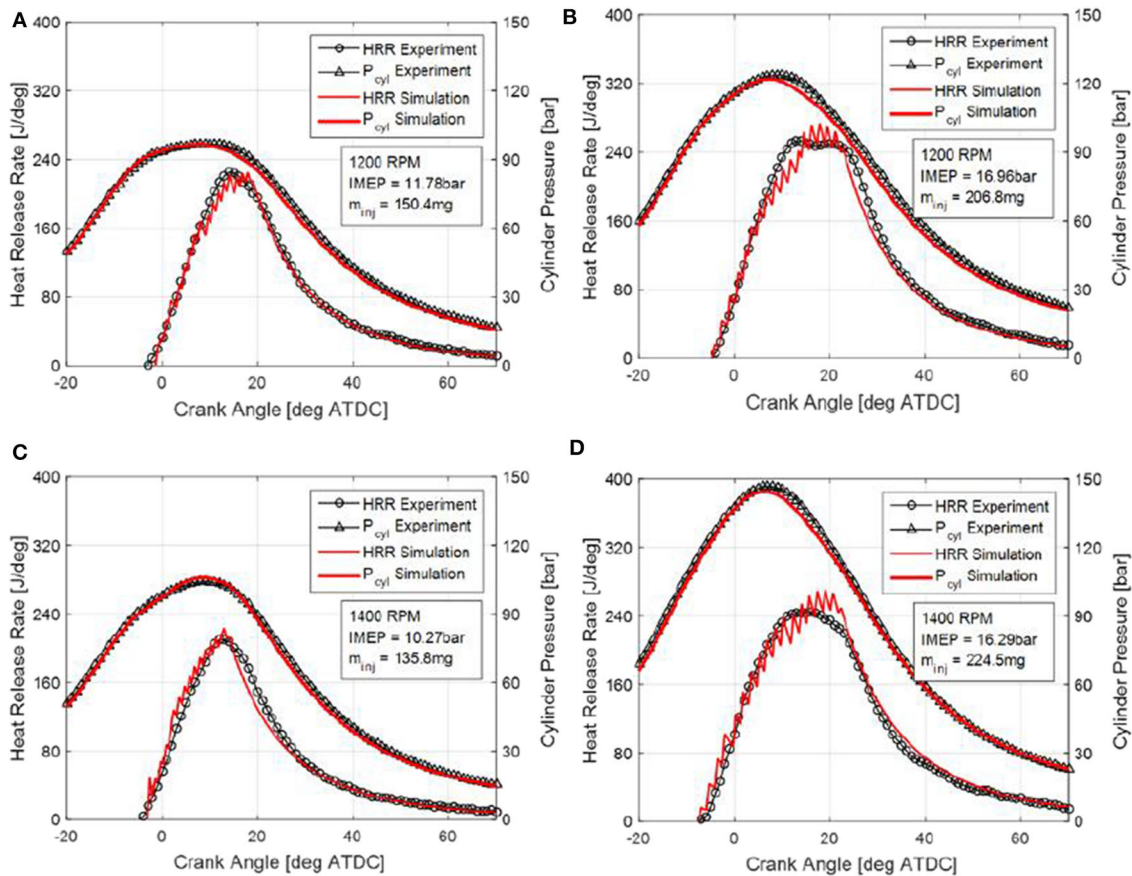 A
400
320
240
160
80
0
Heat Release Rate [J/deg]
150
120
90
60
30
0
Cylinder Pressure [bar]
HRR Experiment
P_cyl Experiment
HRR Simulation
P_cyl Simulation
1200 RPM
IMEP = 11.78bar
m_inj = 150.4mg
-20 0 20 40 60
Crank Angle [deg ATDC]
B
400
320
240
160
80
0
Heat Release Rate [J/deg]
150
120
90
60
30
0
Cylinder Pressure [bar]
HRR Experiment
P_cyl Experiment
HRR Simulation
P_cyl Simulation
1200 RPM
IMEP = 16.96bar
m_inj = 206.8mg
-20 0 20 40 60
Crank Angle [deg ATDC]
C
400
320
240
160
80
0
Heat Release Rate [J/deg]
150
120
90
60
30
0
Cylinder Pressure [bar]
HRR Experiment
P_cyl Experiment
HRR Simulation
P_cyl Simulation
1400 RPM
IMEP = 10.27bar
m_inj = 135.8mg
-20 0 20 40 60
Crank Angle [deg ATDC]
D
400
320
240
160
80
0
Heat Release Rate [J/deg]
150
120
90
60
30
0
Cylinder Pressure [bar]
HRR Experiment
P_cyl Experiment
HRR Simulation
P_cyl Simulation
1400 RPM
IMEP = 16.29bar
m_inj = 224.5mg
-20 0 20 40 60
Crank Angle [deg ATDC]